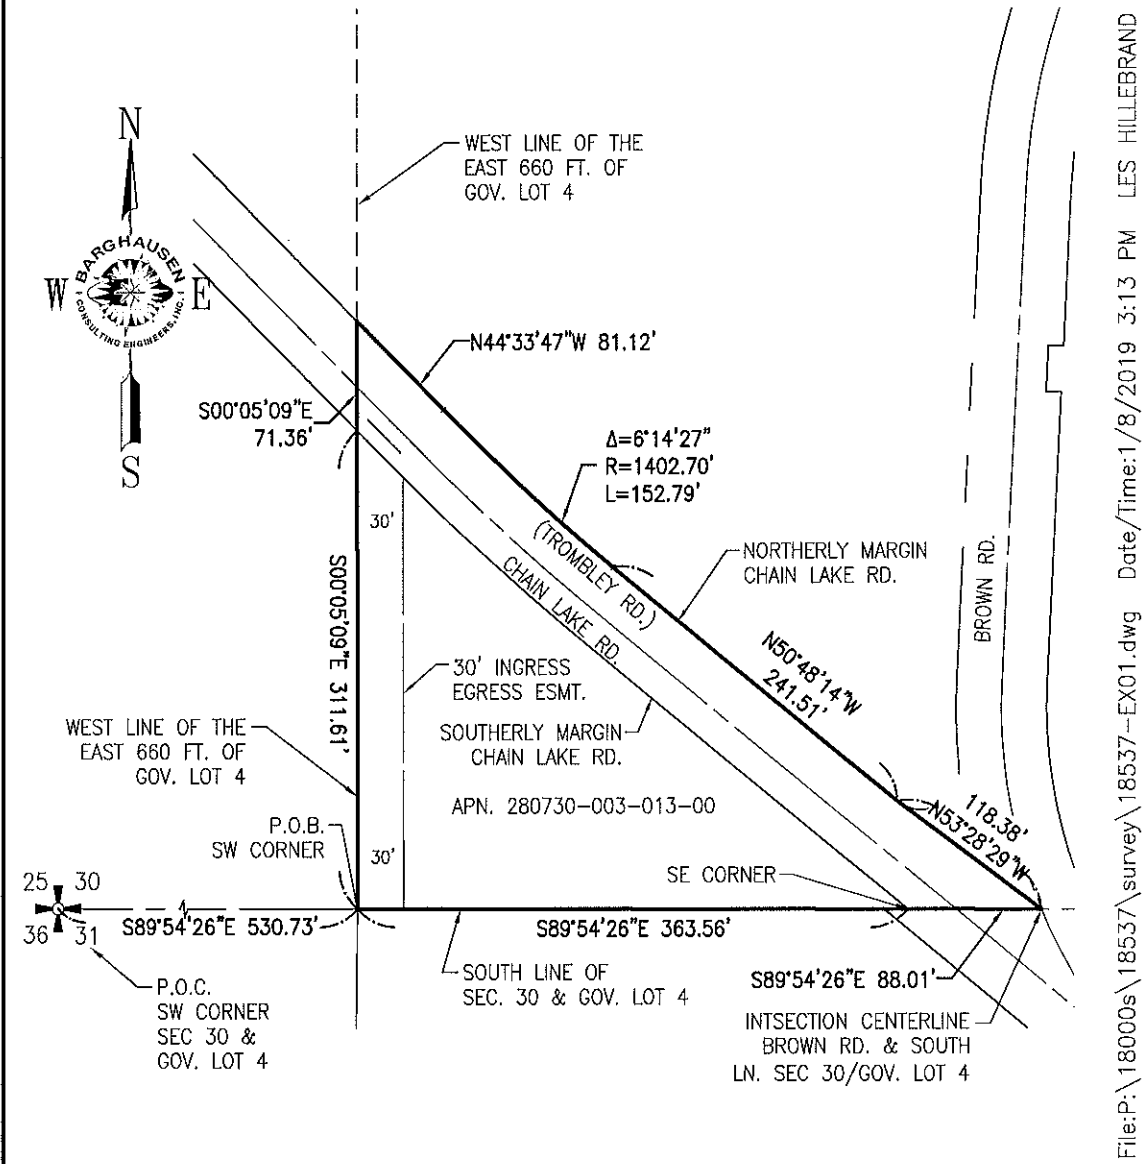 N
BARGHAUSEN
CONSULTING ENGINEERS, INC.
W
E
S
WEST LINE OF THE
EAST 660 FT. OF
GOV. LOT 4
N44°33'47"W 81.12'
S00°05'09"E
71.36'
Δ=6°14'27"
R=1402.70'
L=152.79'
30'
(TROMBLEY RD.)
CHAIN LAKE RD.
NORTHERLY MARGIN
CHAIN LAKE RD.
BROWN RD.
S00°05'09"E 311.61'
30' INGRESS
EGRESS ESMT.
N50°48'14"W
241.51'
SOUTHERLY MARGIN
CHAIN LAKE RD.
WEST LINE OF THE
EAST 660 FT. OF
GOV. LOT 4
APN. 280730-003-013-00
118.38'
N53°28'29"W
P.O.B.
SW CORNER
30'
SE CORNER
25 30
36 31
S89°54'26"E 530.73'
S89°54'26"E 363.56'
P.O.C.
SW CORNER
SEC 30 &
GOV. LOT 4
SOUTH LINE OF
SEC. 30 & GOV. LOT 4
S89°54'26"E 88.01'
INTSECTION CENTERLINE
BROWN RD. & SOUTH
LN. SEC 30/GOV. LOT 4
File:P:\18000s\18537\survey\18537-EX01.dwg Date/Time:1/8/2019 3:13 PM LES HILLEBRAND